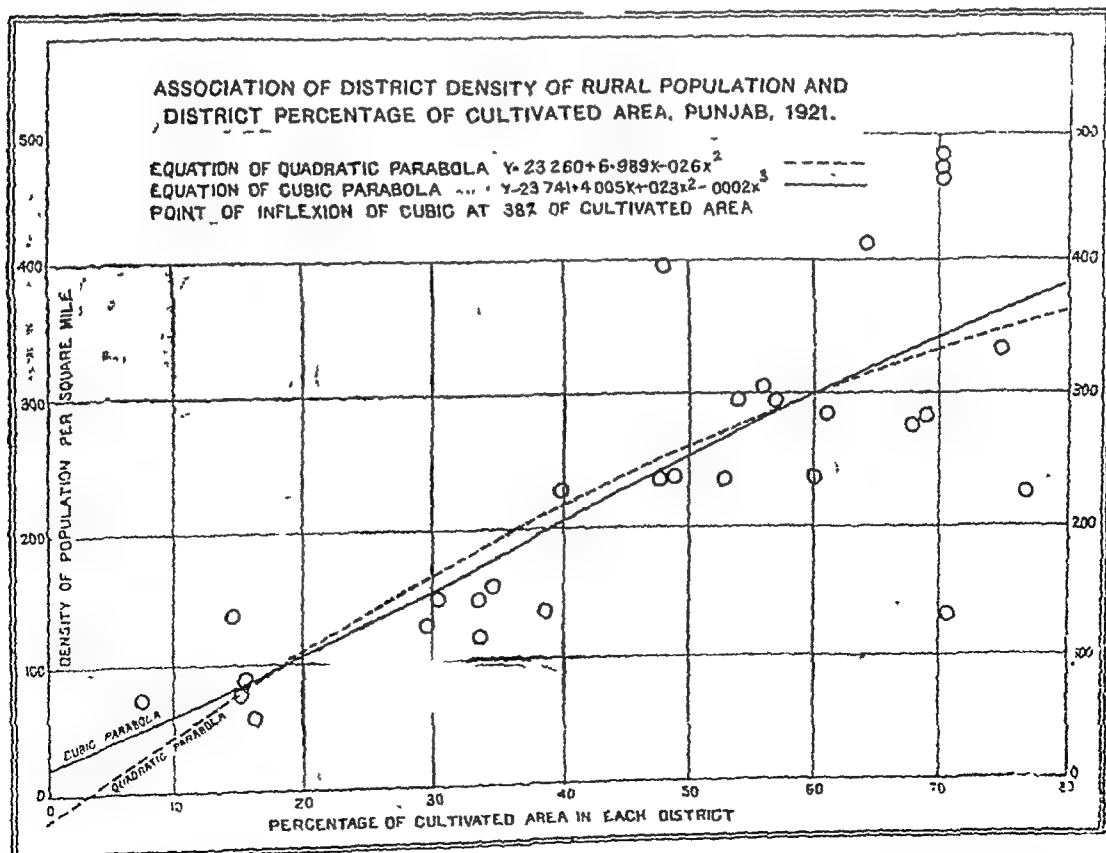 ASSOCIATION OF DISTRICT DENSITY OF RURAL POPULATION AND
DISTRICT PERCENTAGE OF CULTIVATED AREA, PUNJAB, 1921.
EQUATION OF QUADRATIC PARABOLA Y-23 260+6·989X-026X²
EQUATION OF CUBIC PARABOLA Y-23 741+4 005X+023X²-0002X³
POINT OF INFLEXION OF CUBIC AT 38% OF CULTIVATED AREA
500
400
300
200
100
0
DENSITY OF POPULATION PER SQUARE MILE
CUBIC PARABOLA
QUADRATIC PARABOLA
400
300
200
0
0 10 20 30 40 50 60 70
PERCENTAGE OF CULTIVATED AREA IN EACH DISTRICT